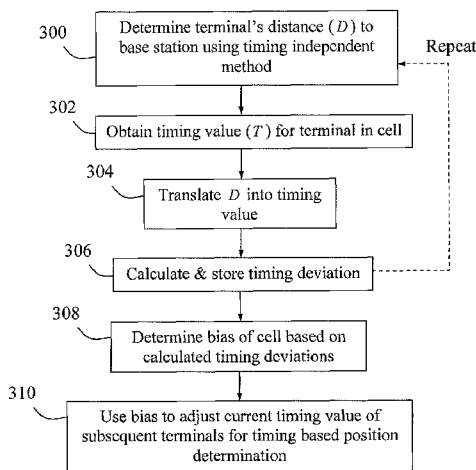 300
Determine terminal's distance (D) to
base station using timing independent
method
Repeat
302
Obtain timing value (T) for terminal in cell
304
Translate D into timing
value
306
Calculate & store timing deviation
308
Determine bias of cell based on
calculated timing deviations
310
Use bias to adjust current timing value of
subsequent terminals for timing based position
determination